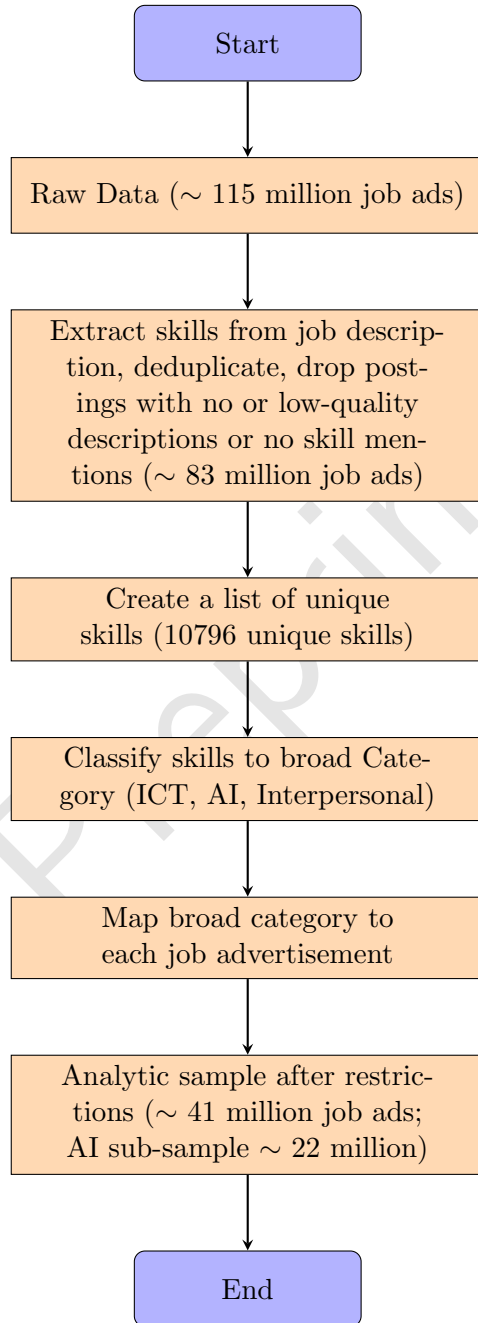 Start
Raw Data (∼ 115 million job ads)
Extract skills from job descrip-
tion, deduplicate, drop post-
ings with no or low-quality
descriptions or no skill men-
tions (∼ 83 million job ads)
Create a list of unique
skills (10796 unique skills)
Classify skills to broad Cate-
gory (ICT, AI, Interpersonal)
Map broad category to
each job advertisement
Analytic sample after restric-
tions (∼ 41 million job ads;
AI sub-sample ∼ 22 million)
End